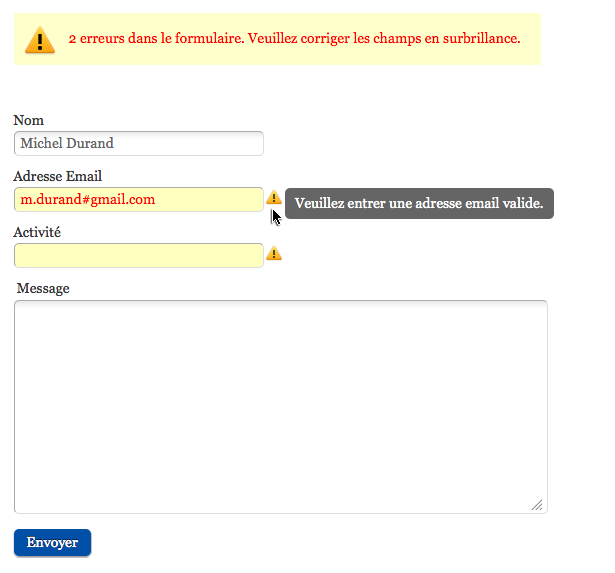 2 erreurs dans le formulaire. Veuillez corriger les champs en surbrillance.
Nom
Michel Durand
Adresse Email
m.durand#gmail.com
Veuillez entrer une adresse email valide.
Activité
Message
Envoyer